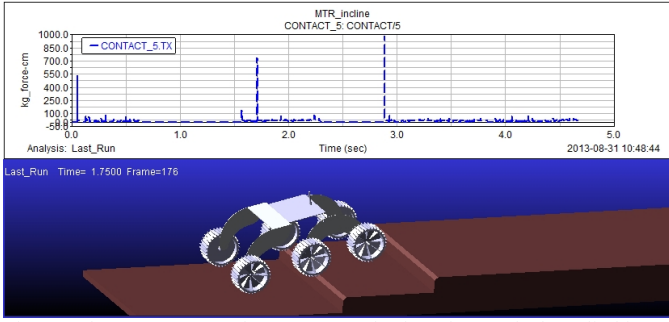 MTR_incline
CONTACT_5: CONTACT/5
1000.0
850.0
700.0
550.0
400.0
250.0
100.0
0.0
-50.0
kg_force-cm
CONTACT_5.TX
0.0
1.0
2.0
3.0
4.0
5.0
Analysis: Last_Run
Time (sec)
2013-08-31 10:48:44
Last_Run Time= 1.7500 Frame=176